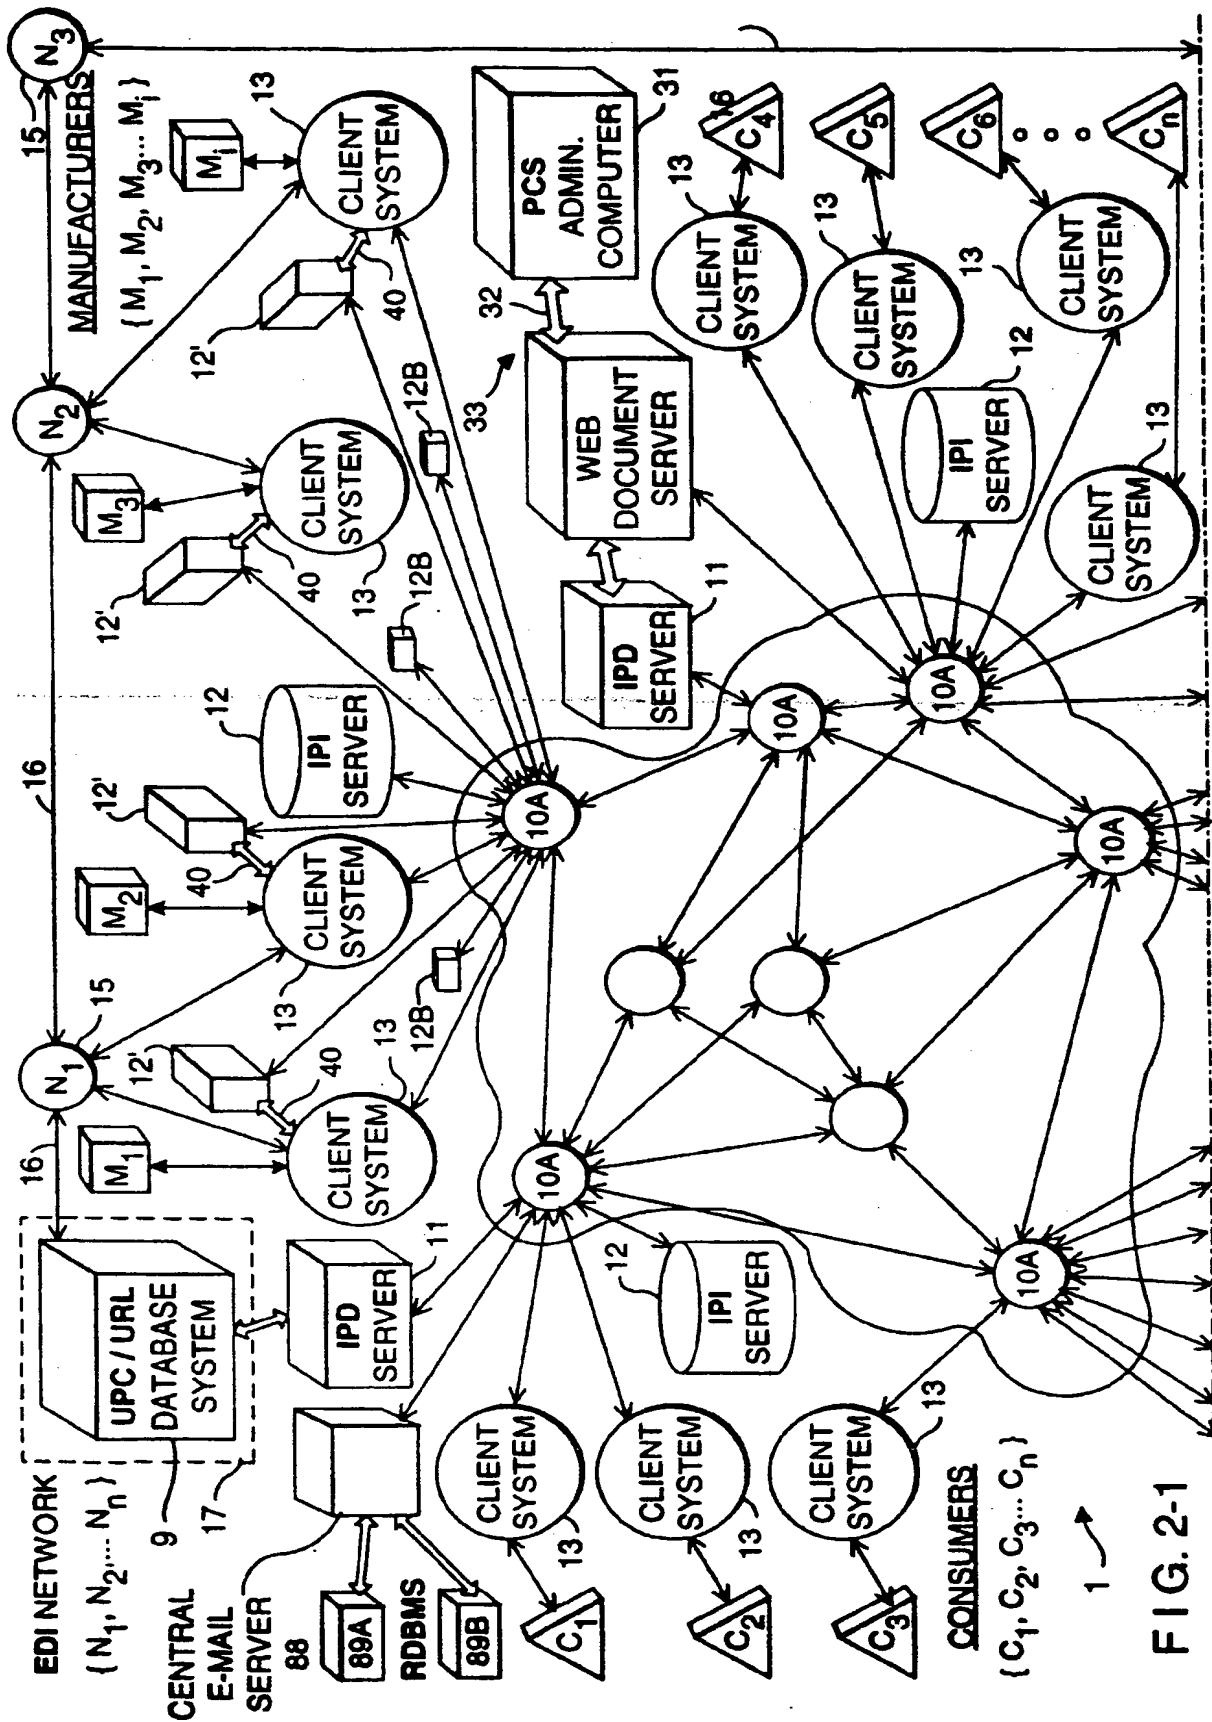 EDI NETWORK
{ N1, N2,... Nn }
9
17
UPC / URL
DATABASE
SYSTEM
16
N1
15
16
N2
15
N3
MANUFACTURERS
{ M1, M2, M3... Mi }
M1
12'
40
13
CLIENT
SYSTEM
M2
12'
40
13
CLIENT
SYSTEM
12
IPI
SERVER
M3
12'
40
13
CLIENT
SYSTEM
Mi
13
12'
40
CLIENT
SYSTEM
12B
12B
12B
CENTRAL
E-MAIL
SERVER
88
IPD
SERVER
11
89A
RDBMS
89B
10A
10A
10A
10A
10A
10A
IPD
SERVER
11
33
WEB
DOCUMENT
SERVER
32
PCS
ADMIN.
COMPUTER
31
C1
CLIENT
SYSTEM
13
C2
CLIENT
SYSTEM
13
C3
CLIENT
SYSTEM
13
12
IPI
SERVER
13
CLIENT
SYSTEM
16
C4
13
CLIENT
SYSTEM
C5
13
CLIENT
SYSTEM
C6
12
IPI
SERVER
13
CLIENT
SYSTEM
Cn
CONSUMERS
{ C1, C2, C3... Cn }
1
FIG. 2-1